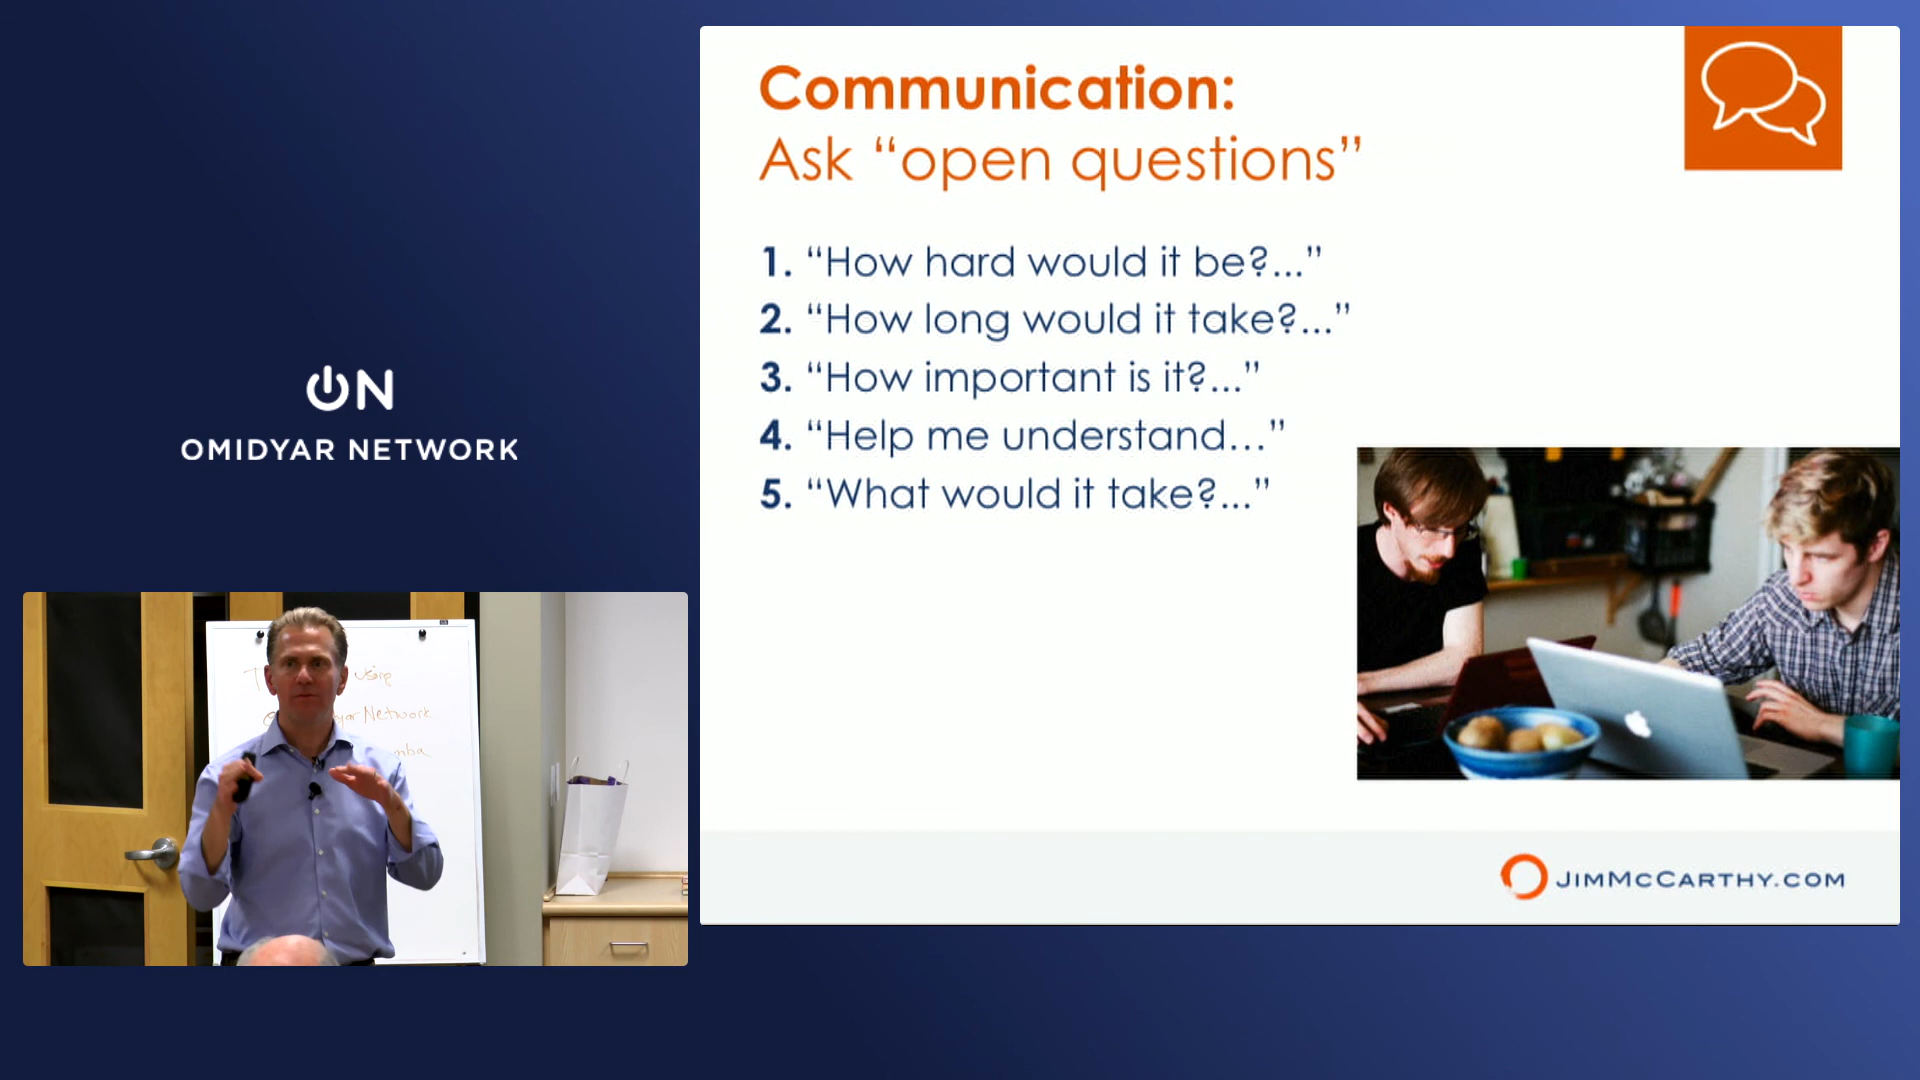 Communication:
Ask “open questions”
1. “How hard would it be?...”
2. “How long would it take?...”
3. “How important is it?...”
4. “Help me understand...”
5. “What would it take?...”
JIMMCCARTHY.COM
ON
OMIDYAR NETWORK
using
Network